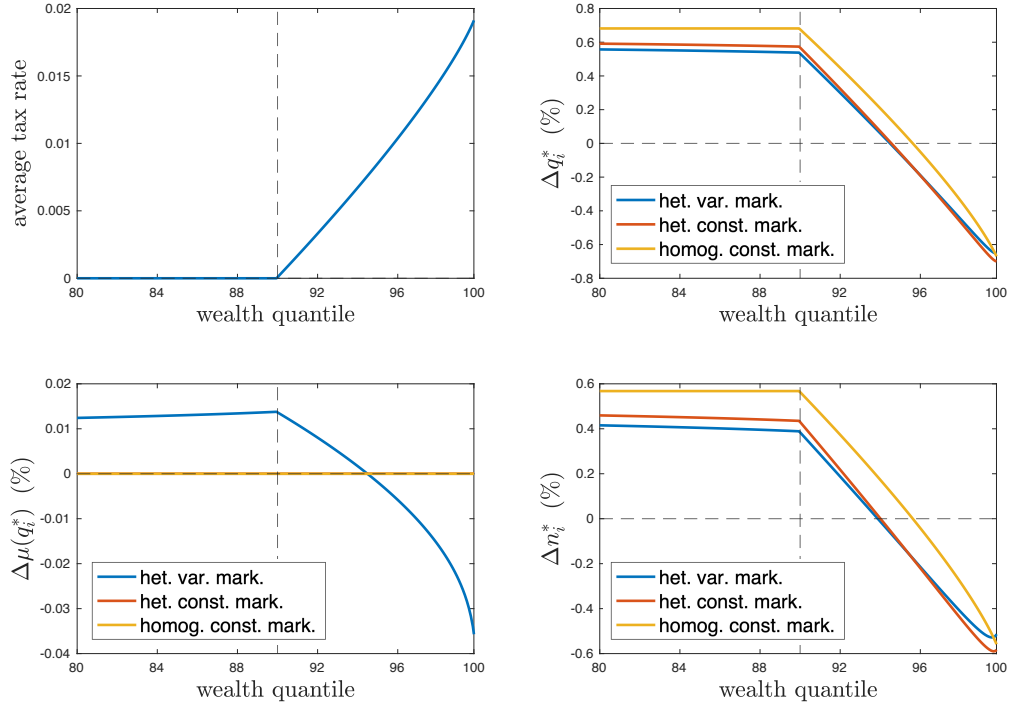 0.02
0.015
0.01
0.005
0
average tax rate
80 84 88 92 96 100
wealth quantile
0.8
0.6
0.4
0.2
0
-0.2
-0.4
-0.6
-0.8
Δq*i (%)
het. var. mark.
het. const. mark.
homog. const. mark.
80 84 88 92 96 100
wealth quantile
0.02
0.01
0
-0.01
-0.02
-0.03
-0.04
Δμ(q*i) (%)
het. var. mark.
het. const. mark.
homog. const. mark.
80 84 88 92 96 100
wealth quantile
0.6
0.4
0.2
0
-0.2
-0.4
-0.6
Δn*i (%)
het. var. mark.
het. const. mark.
homog. const. mark.
80 84 88 92 96 100
wealth quantile